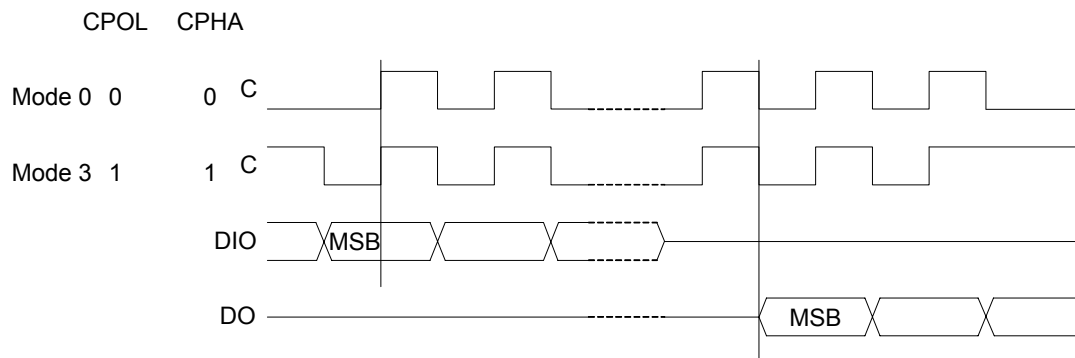 CPOL CPHA
Mode 0 0 0 C
Mode 3 1 1 C
DIO MSB
DO MSB